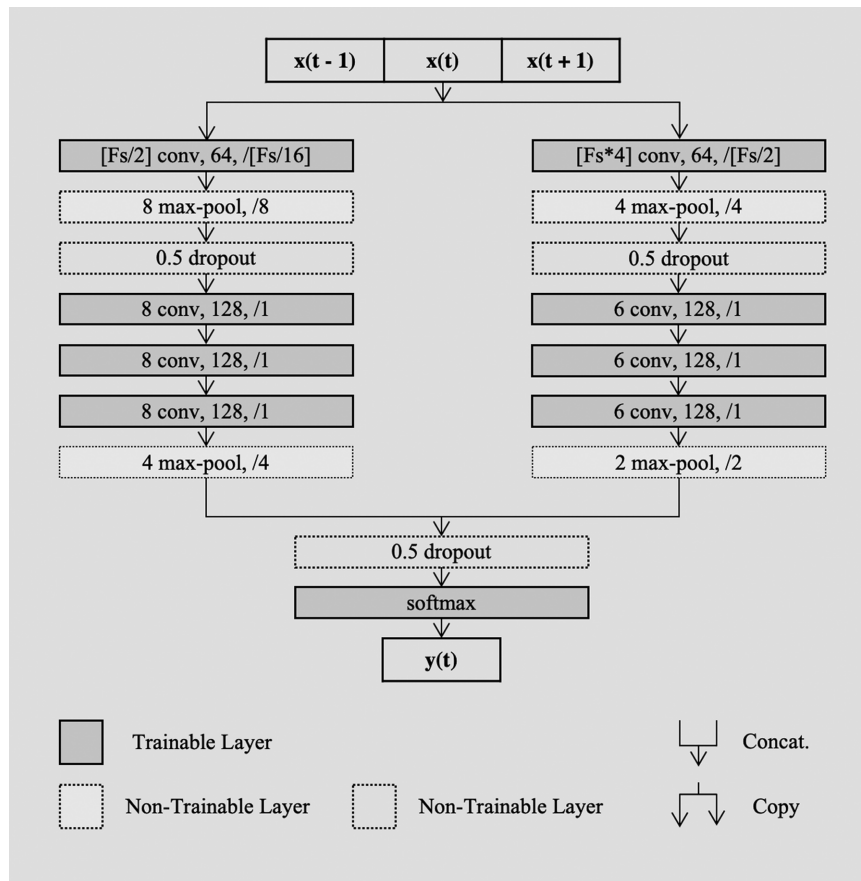 x(t - 1) x(t) x(t + 1)
[Fs/2] conv, 64, /[Fs/16]
8 max-pool, /8
0.5 dropout
8 conv, 128, /1
8 conv, 128, /1
8 conv, 128, /1
4 max-pool, /4
[Fs*4] conv, 64, /[Fs/2]
4 max-pool, /4
0.5 dropout
6 conv, 128, /1
6 conv, 128, /1
6 conv, 128, /1
2 max-pool, /2
0.5 dropout
softmax
y(t)
Trainable Layer
Concat.
Non-Trainable Layer
Non-Trainable Layer
Copy